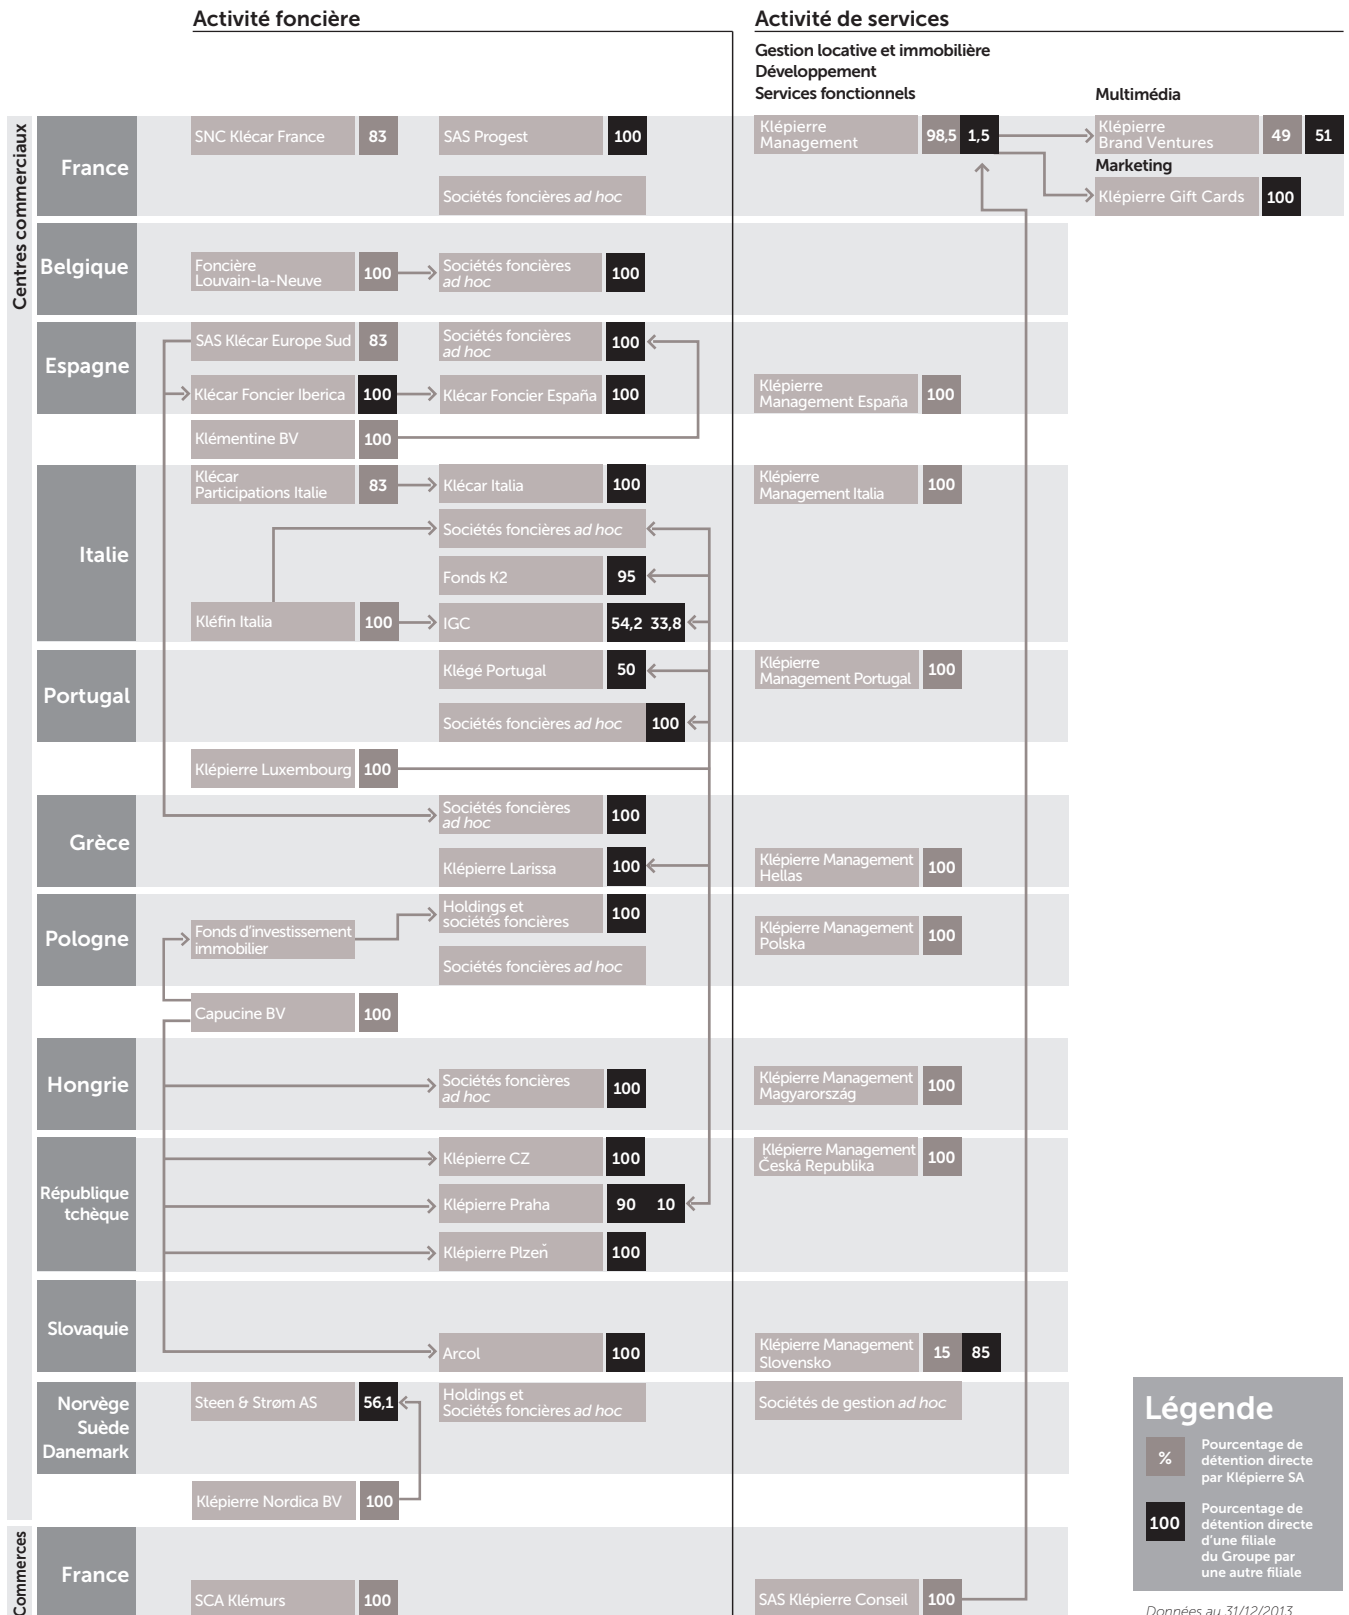 Activité foncière
Activité de services
Gestion locative et immobilière
Développement
Services fonctionnels
Multimédia
Centres commerciaux
France
SNC Klécar France 83
SAS Progest 100
Sociétés foncières ad hoc
Klépierre
Management 98,5 1,5
Klépierre
Brand Ventures 49 51
Marketing
Klépierre Gift Cards 100
Belgique
Foncière
Louvain-la-Neuve 100
Sociétés foncières
ad hoc 100
Espagne
SAS Klécar Europe Sud 83
Sociétés foncières
ad hoc 100
Klécar Foncier Iberica 100
Klécar Foncier España 100
Klépierre
Management España 100
Klémentine BV 100
Italie
Klécar
Participations Italie 83
Klécar Italia 100
Klépierre
Management Italia 100
Sociétés foncières ad hoc
Fonds K2 95
Kléfin Italia 100
IGC 54,2 33,8
Portugal
Klégé Portugal 50
Klépierre
Management Portugal 100
Sociétés foncières ad hoc 100
Klépierre Luxembourg 100
Grèce
Sociétés foncières
ad hoc 100
Klépierre Larissa 100
Klépierre Management
Hellas 100
Pologne
Holdings et
sociétés foncières 100
Fonds d'investissement
immobilier
Klépierre Management
Polska 100
Sociétés foncières ad hoc
Capucine BV 100
Hongrie
Sociétés foncières
ad hoc 100
Klépierre Management
Magyarország 100
République
tchèque
Klépierre CZ 100
Klépierre Management
Česká Republika 100
Klépierre Praha 90 10
Klépierre Plzeň 100
Slovaquie
Arcol 100
Klépierre Management
Slovensko 15 85
Norvège
Suède
Danemark
Steen & Strøm AS 56,1
Holdings et
Sociétés foncières ad hoc
Sociétés de gestion ad hoc
Klépierre Nordica BV 100
Commerces
France
SCA Klémurs 100
SAS Klépierre Conseil 100
Légende
%
Pourcentage de
détention directe
par Klépierre SA
100
Pourcentage de
détention directe
d'une filiale
du Groupe par
une autre filiale
Données au 31/12/2013